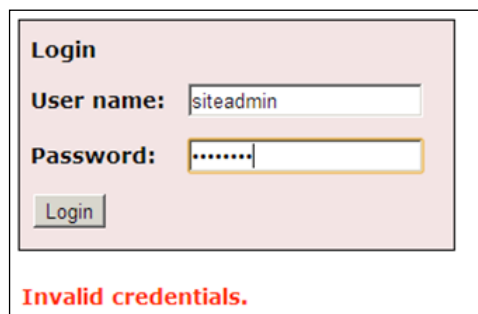 Login
User name: siteadmin
Password: ••••••••
Login
Invalid credentials.